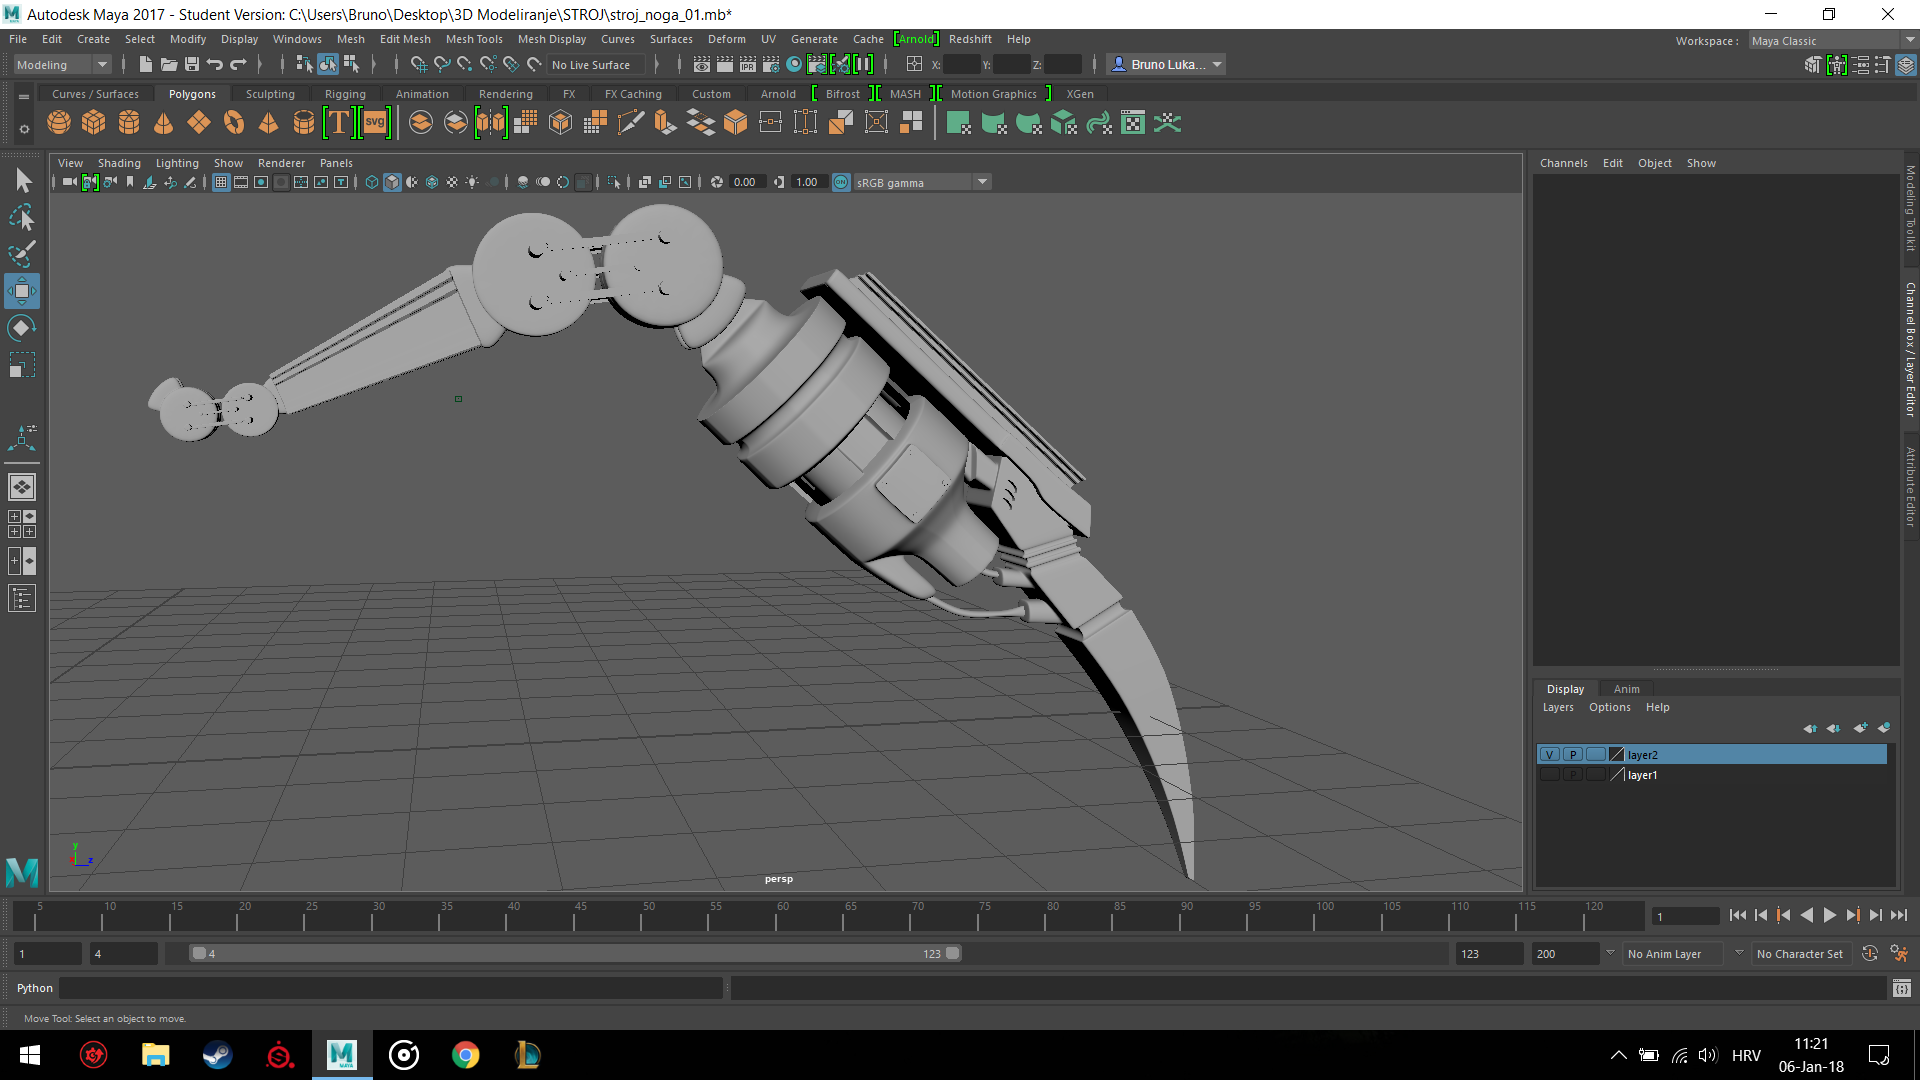 Autodesk Maya 2017 - Student Version: C:\Users\Bruno\Desktop\3D Modeliranje\STROJ\stroj_noga_01.mb*
File Edit Create Select Modify Display Windows Mesh Edit Mesh Mesh Tools Mesh Display Curves Surfaces Deform UV Generate Cache [Arnold] Redshift Help
Workspace : Maya Classic
Modeling No Live Surface IPR X: Y: Z: Bruno Luka...
Curves / Surfaces Polygons Sculpting Rigging Animation Rendering FX FX Caching Custom Arnold Bifrost MASH Motion Graphics XGen
T svg
View Shading Lighting Show Renderer Panels
0.00 1.00 ON sRGB gamma
Channels Edit Object Show
Modeling Toolkit
Channel Box / Layer Editor
Attribute Editor
y
z
persp
Display Anim
Layers Options Help
V P layer2
P layer1
5 10 15 20 25 30 35 40 45 50 55 60 65 70 75 80 85 90 95 100 105 110 115 120
1
1 4 4 123 123 200 No Anim Layer No Character Set
Python
Move Tool: Select an object to move.
MAYA
HRV
11:21
06-Jan-18